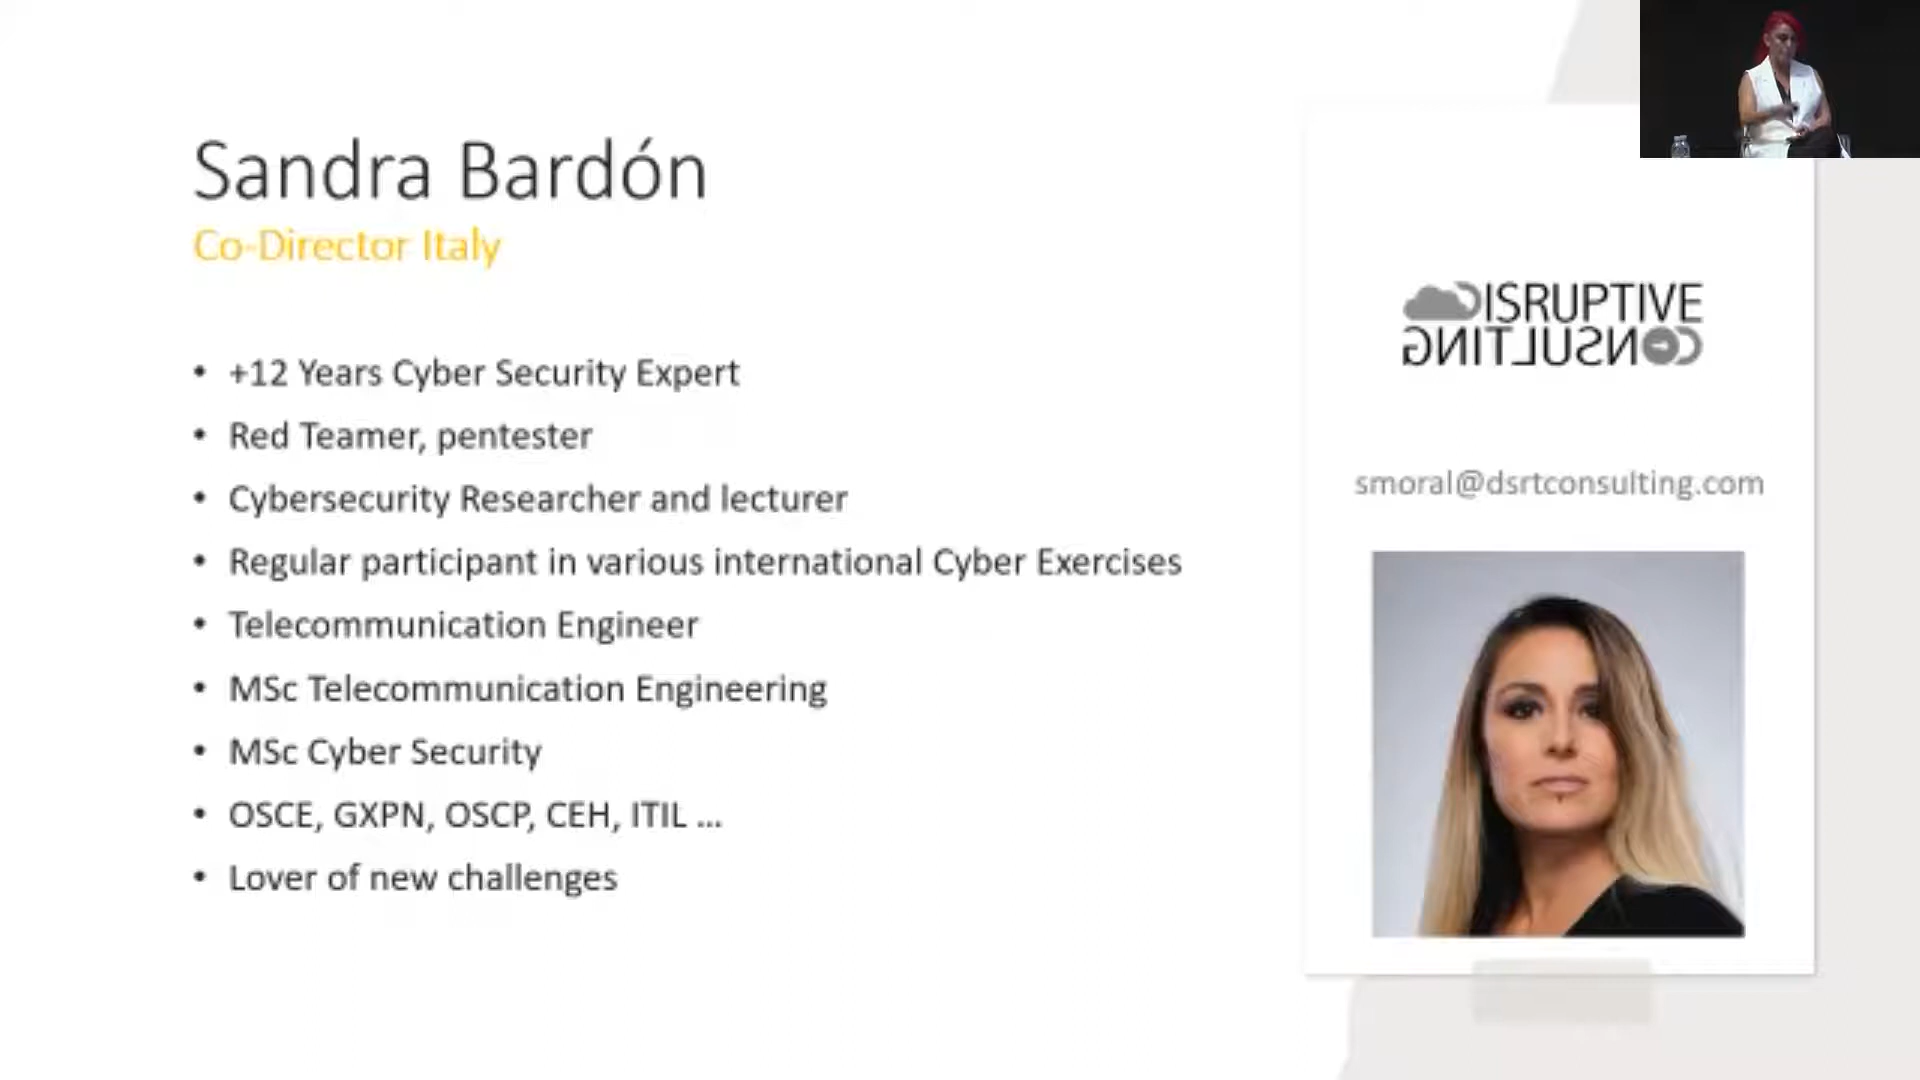 Sandra Bardón
Co-Director Italy
• +12 Years Cyber Security Expert
• Red Teamer, pentester
• Cybersecurity Researcher and lecturer
• Regular participant in various international Cyber Exercises
• Telecommunication Engineer
• MSc Telecommunication Engineering
• MSc Cyber Security
• OSCE, GXPN, OSCP, CEH, ITIL ...
• Lover of new challenges
DISRUPTIVE
CONSULTING
smoral@dsrtconsulting.com